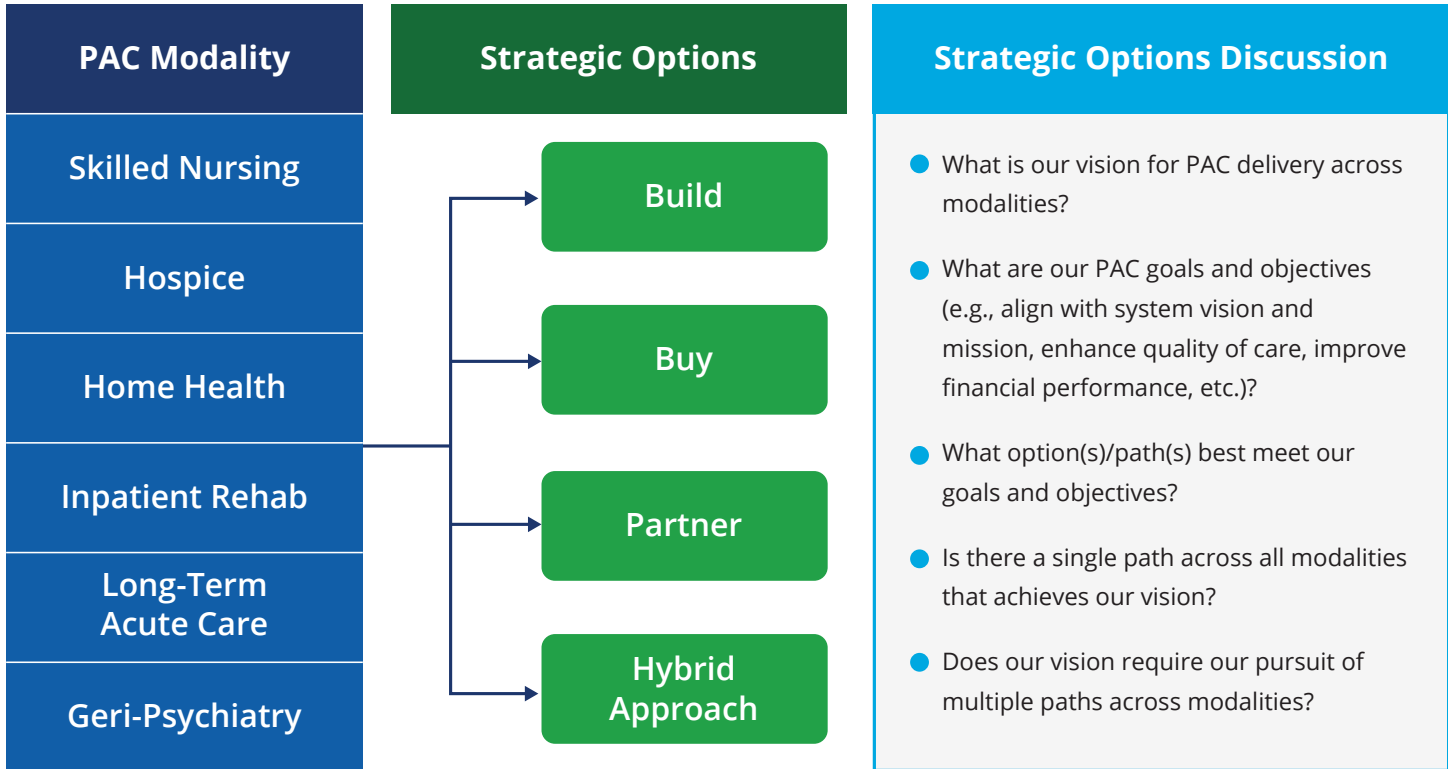 PAC Modality
Skilled Nursing
Hospice
Home Health
Inpatient Rehab
Long-Term
Acute Care
Geri-Psychiatry
Strategic Options
Build
Buy
Partner
Hybrid
Approach
Strategic Options Discussion
What is our vision for PAC delivery across
modalities?
What are our PAC goals and objectives
(e.g., align with system vision and
mission, enhance quality of care, improve
financial performance, etc.)?
What option(s)/path(s) best meet our
goals and objectives?
Is there a single path across all modalities
that achieves our vision?
Does our vision require our pursuit of
multiple paths across modalities?